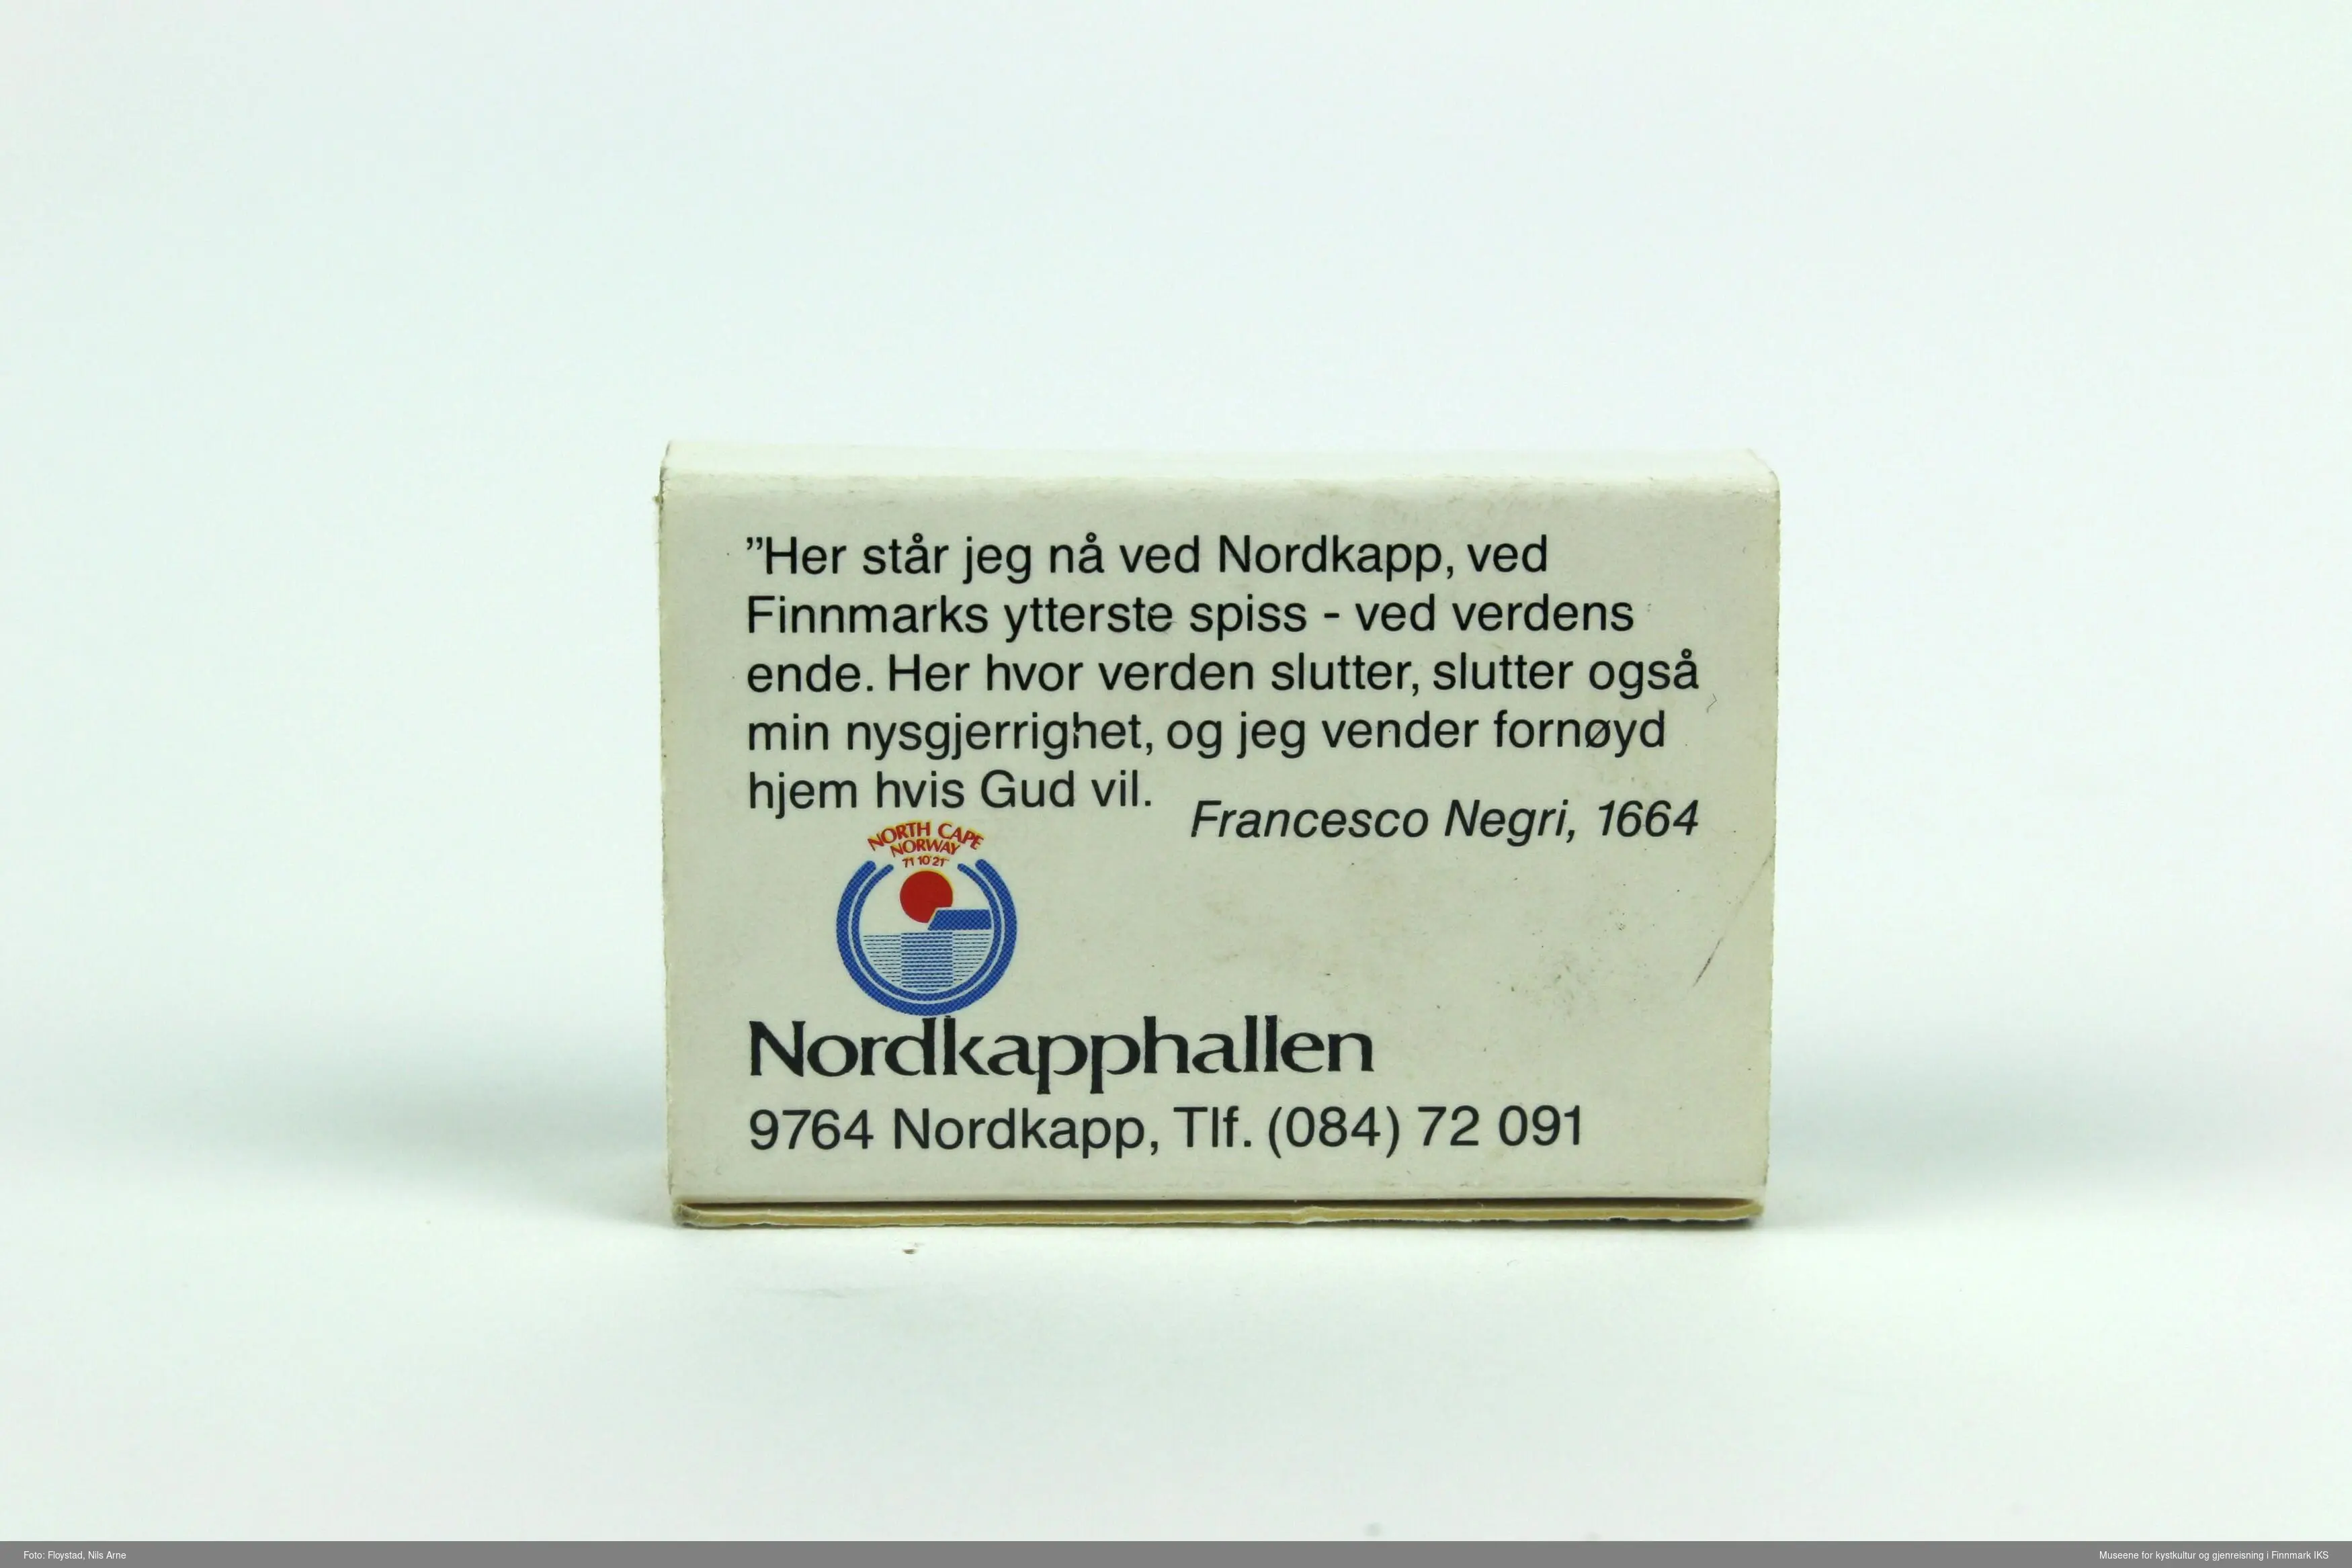 ”Her står jeg nå ved Nordkapp, ved
Finnmarks ytterste spiss - ved verdens
ende. Her hvor verden slutter, slutter også
min nysgjerrighet, og jeg vender fornøyd
hjem hvis Gud vil.
Francesco Negri, 1664
NORTH CAPE
NORWAY
71 10' 21"
Nordkapphallen
9764 Nordkapp, Tlf. (084) 72 091
Foto: Floystad, Nils Arne
Museene for kystkultur og gjenreisning i Finnmark IKS